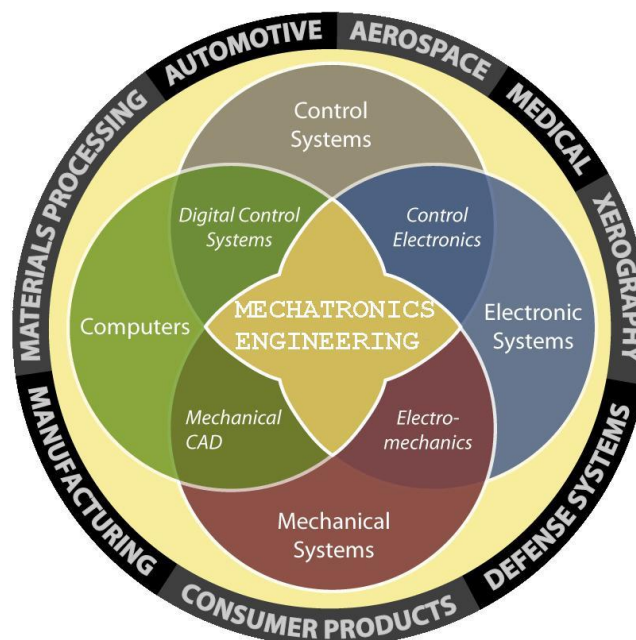 AUTOMOTIVE
AEROSPACE
MEDICAL
XEROGRAPHY
DEFENSE SYSTEMS
CONSUMER PRODUCTS
MANUFACTURING
MATERIALS PROCESSING
Control
Systems
Digital Control
Systems
Control
Electronics
Computers
MECHATRONICS
ENGINEERING
Electronic
Systems
Mechanical
CAD
Electro-
mechanics
Mechanical
Systems